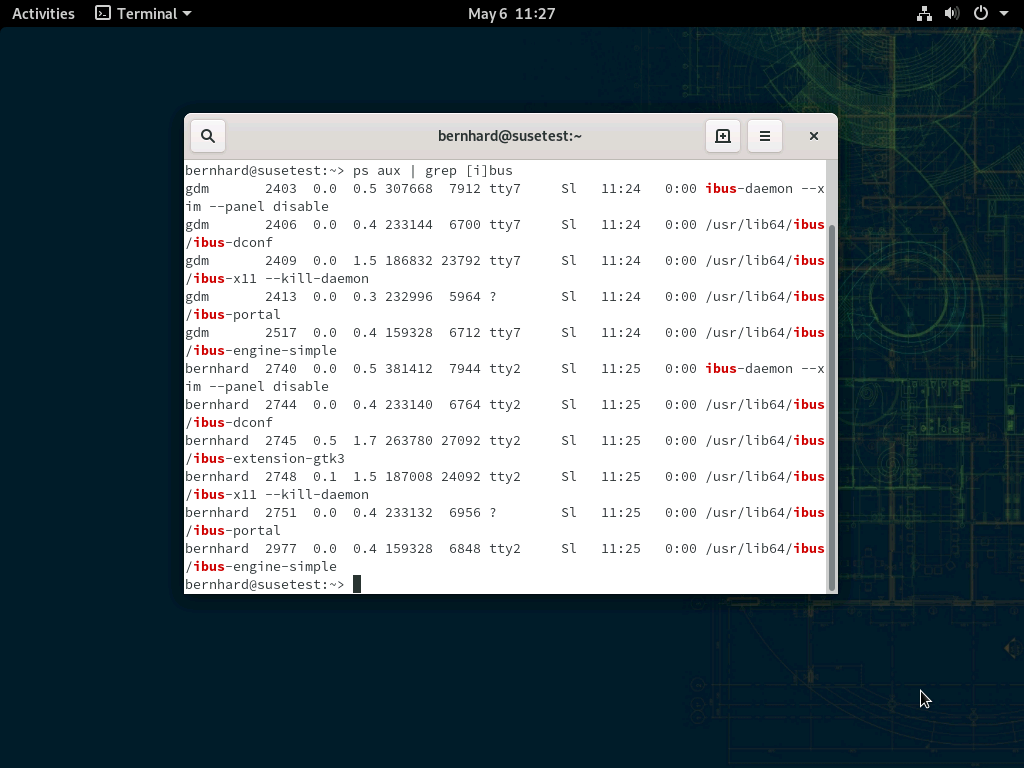 Activities Terminal May 6 11:27
bernhard@susetest:~
bernhard@susetest:~> ps aux | grep [i]bus
gdm       2403  0.0  0.5 307668  7912 tty7     Sl   11:24   0:00 ibus-daemon --x
im --panel disable
gdm       2406  0.0  0.4 233144  6700 tty7     Sl   11:24   0:00 /usr/lib64/ibus
/ibus-dconf
gdm       2409  0.0  1.5 186832 23792 tty7     Sl   11:24   0:00 /usr/lib64/ibus
/ibus-x11 --kill-daemon
gdm       2413  0.0  0.3 232996  5964 ?        Sl   11:24   0:00 /usr/lib64/ibus
/ibus-portal
gdm       2517  0.0  0.4 159328  6712 tty7     Sl   11:24   0:00 /usr/lib64/ibus
/ibus-engine-simple
bernhard  2740  0.0  0.5 381412  7944 tty2     Sl   11:25   0:00 ibus-daemon --x
im --panel disable
bernhard  2744  0.0  0.4 233140  6764 tty2     Sl   11:25   0:00 /usr/lib64/ibus
/ibus-dconf
bernhard  2745  0.5  1.7 263780 27092 tty2     Sl   11:25   0:00 /usr/lib64/ibus
/ibus-extension-gtk3
bernhard  2748  0.1  1.5 187008 24092 tty2     Sl   11:25   0:00 /usr/lib64/ibus
/ibus-x11 --kill-daemon
bernhard  2751  0.0  0.4 233132  6956 ?        Sl   11:25   0:00 /usr/lib64/ibus
/ibus-portal
bernhard  2977  0.0  0.4 159328  6848 tty2     Sl   11:25   0:00 /usr/lib64/ibus
/ibus-engine-simple
bernhard@susetest:~>